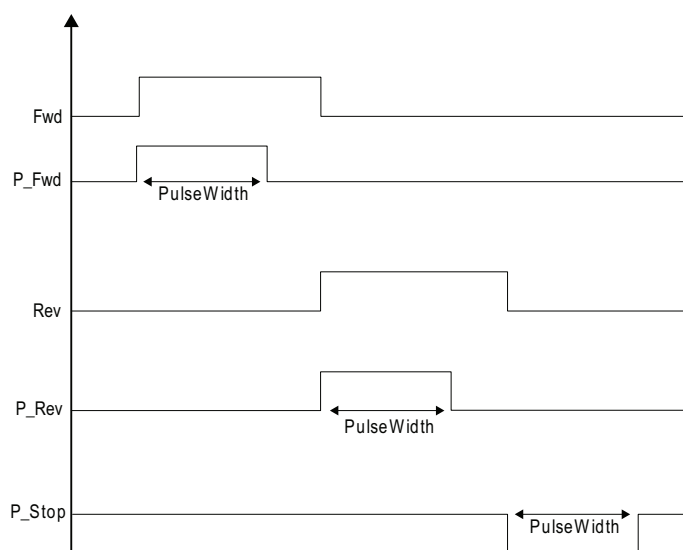 Fwd
P_Fwd
PulseWidth
Rev
P_Rev
PulseWidth
P_Stop
PulseWidth